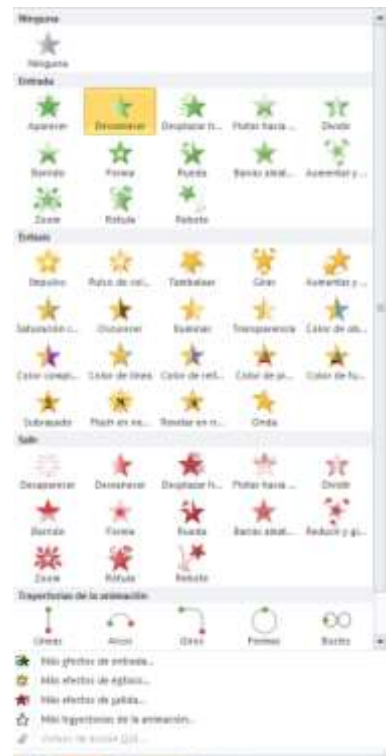 Ninguna
Ninguna
Entrada
Aparecer Desvanecer Desplazar h... Flotar hacia ... Dividir
Barrido Forma Rueda Barras aleat... Aumentar y ...
Zoom Rótula Rebote
Énfasis
Impulso Pulso de col... Tambalear Girar Aumentar y ...
Saturación c... Oscurecer Iluminar Transparencia Color de ob...
Color compl... Color de línea Color de rell... Color de pi... Color de fu...
Subrayado Flash en ne... Revelar en n... Onda
Salir
Desaparecer Desvanecer Desplazar h... Flotar hacia ... Dividir
Barrido Forma Rueda Barras aleat... Reducir y gi...
Zoom Rótula Rebote
Trayectorias de la animación
Líneas Arcos Giros Formas Bucles
Más efectos de entrada...
Más efectos de énfasis...
Más efectos de salida...
Más trayectorias de la animación...